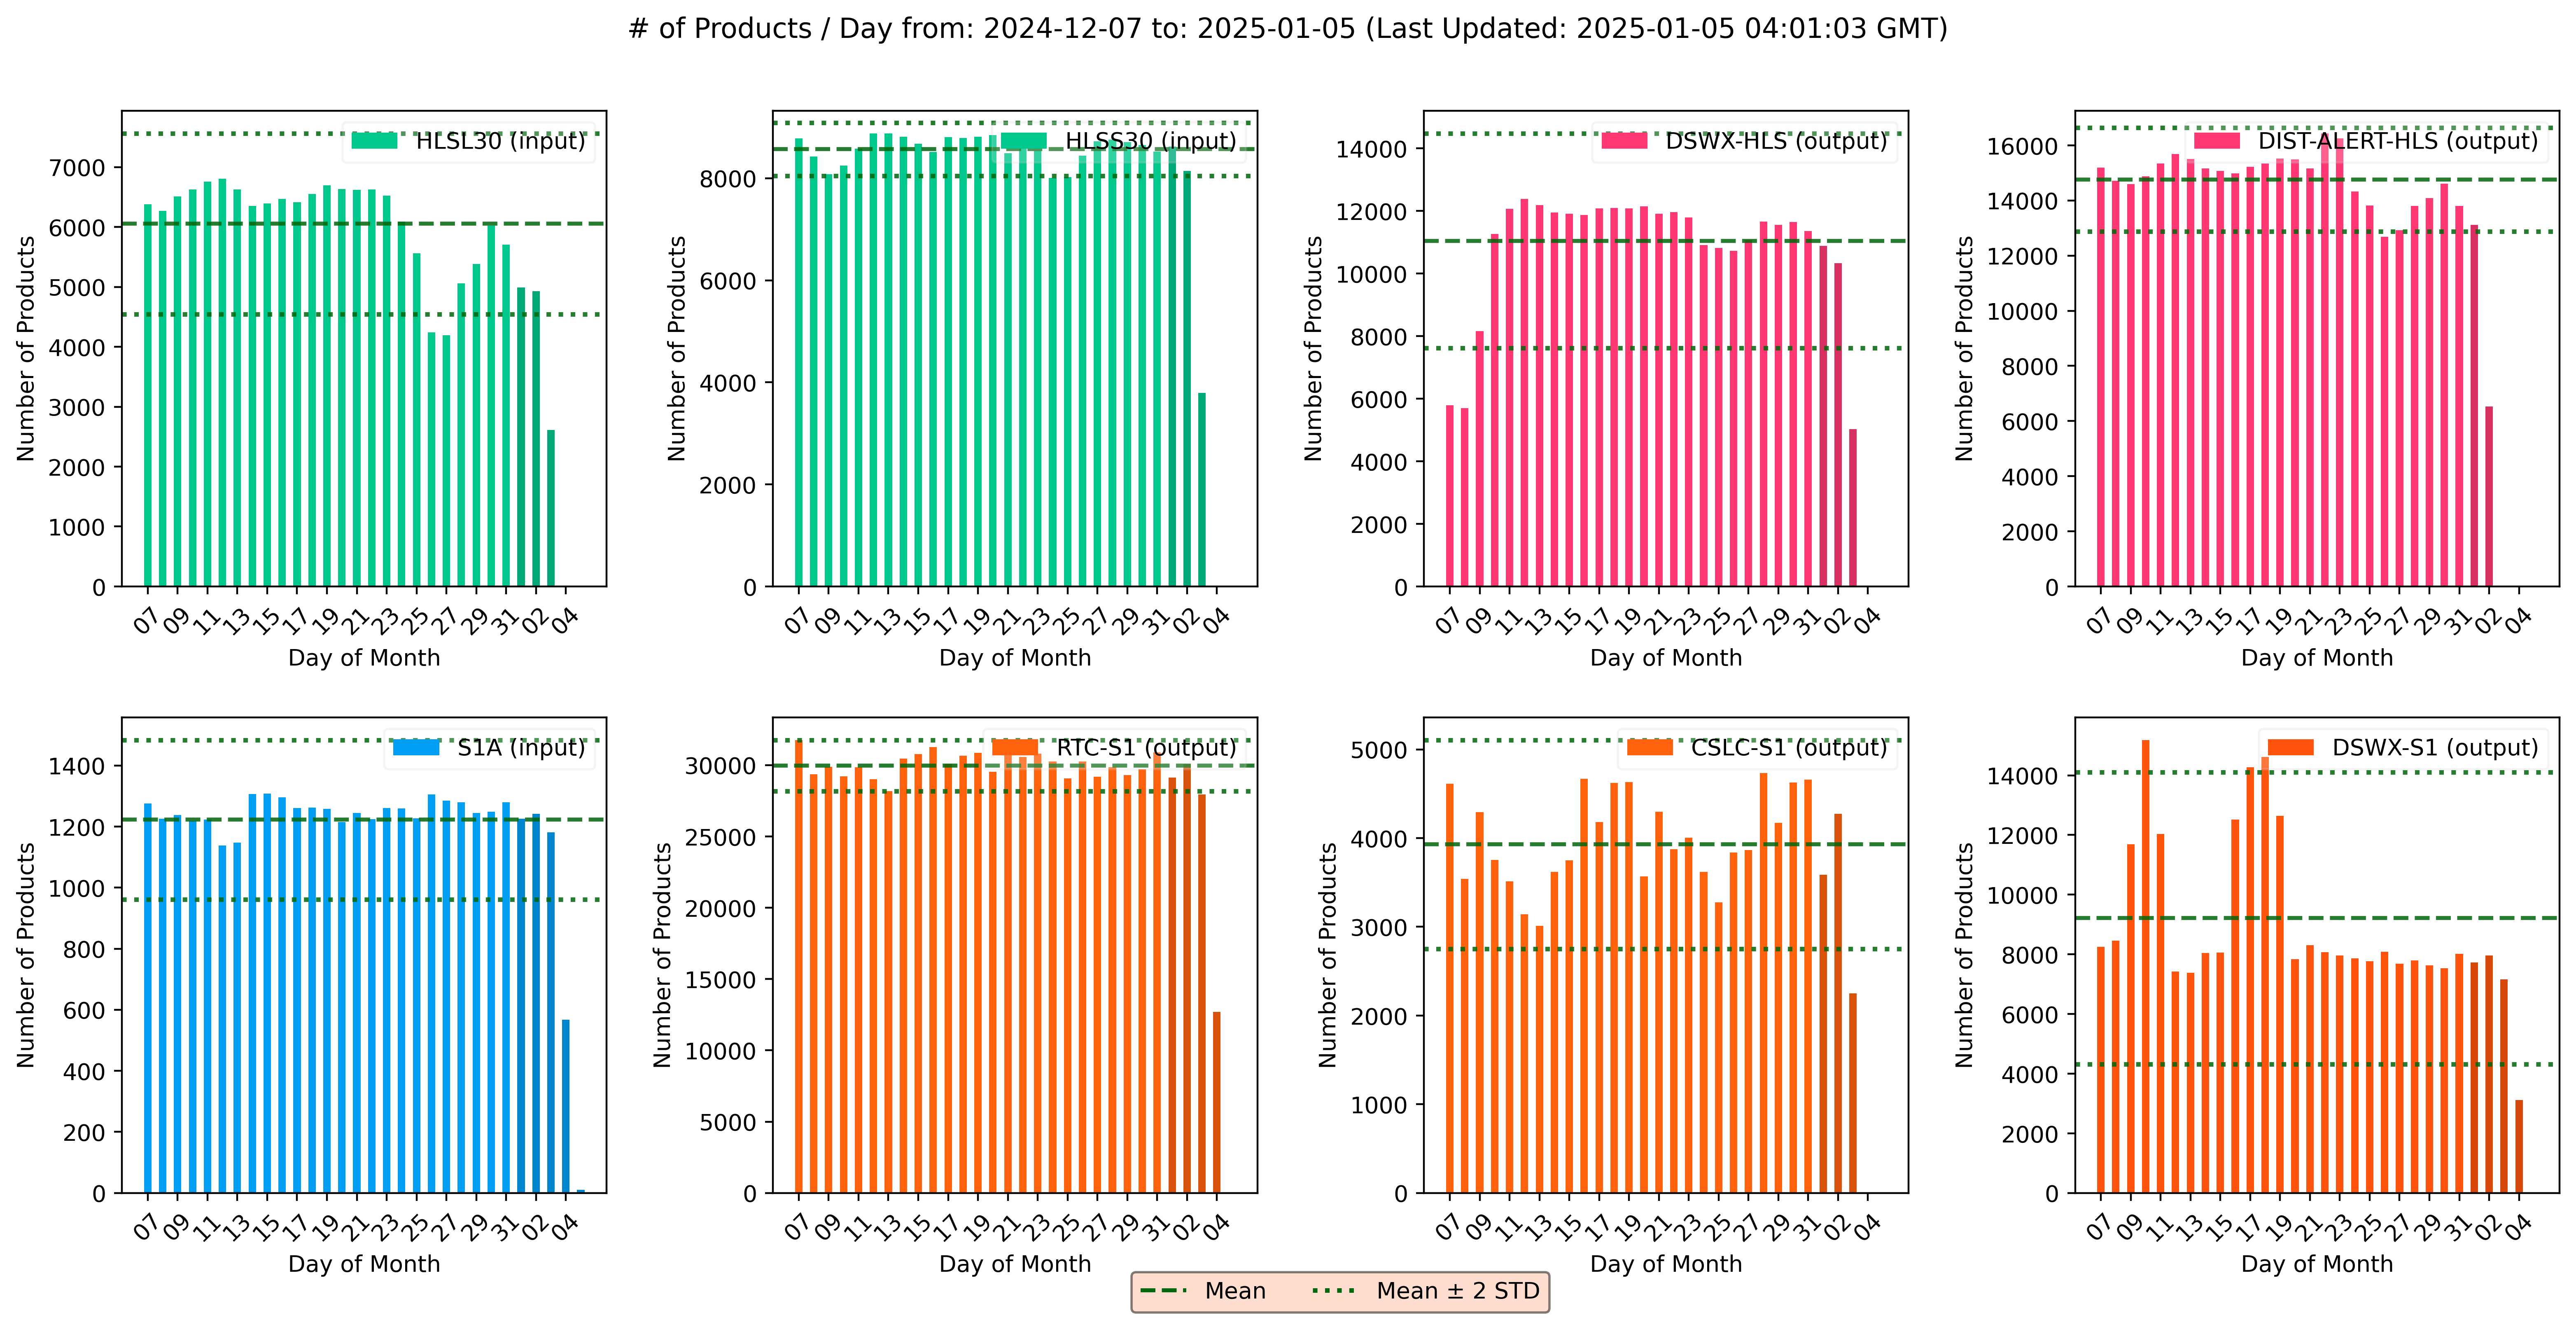 # of Products / Day from: 2024-12-07 to: 2025-01-05 (Last Updated: 2025-01-05 04:01:03 GMT)
HLSL30 (input)
Number of Products
7000
6000
5000
4000
3000
2000
1000
0
07 09 11 13 15 17 19 21 23 25 27 29 31 02 04
Day of Month
HLSS30 (input)
Number of Products
8000
6000
4000
2000
0
07 09 11 13 15 17 19 21 23 25 27 29 31 02 04
Day of Month
DSWX-HLS (output)
Number of Products
14000
12000
10000
8000
6000
4000
2000
0
07 09 11 13 15 17 19 21 23 25 27 29 31 02 04
Day of Month
DIST-ALERT-HLS (output)
Number of Products
16000
14000
12000
10000
8000
6000
4000
2000
0
07 09 11 13 15 17 19 21 23 25 27 29 31 02 04
Day of Month
S1A (input)
Number of Products
1400
1200
1000
800
600
400
200
0
07 09 11 13 15 17 19 21 23 25 27 29 31 02 04
Day of Month
RTC-S1 (output)
Number of Products
30000
25000
20000
15000
10000
5000
0
07 09 11 13 15 17 19 21 23 25 27 29 31 02 04
Day of Month
CSLC-S1 (output)
Number of Products
5000
4000
3000
2000
1000
0
07 09 11 13 15 17 19 21 23 25 27 29 31 02 04
Day of Month
DSWX-S1 (output)
Number of Products
14000
12000
10000
8000
6000
4000
2000
0
07 09 11 13 15 17 19 21 23 25 27 29 31 02 04
Day of Month
Mean
Mean ± 2 STD